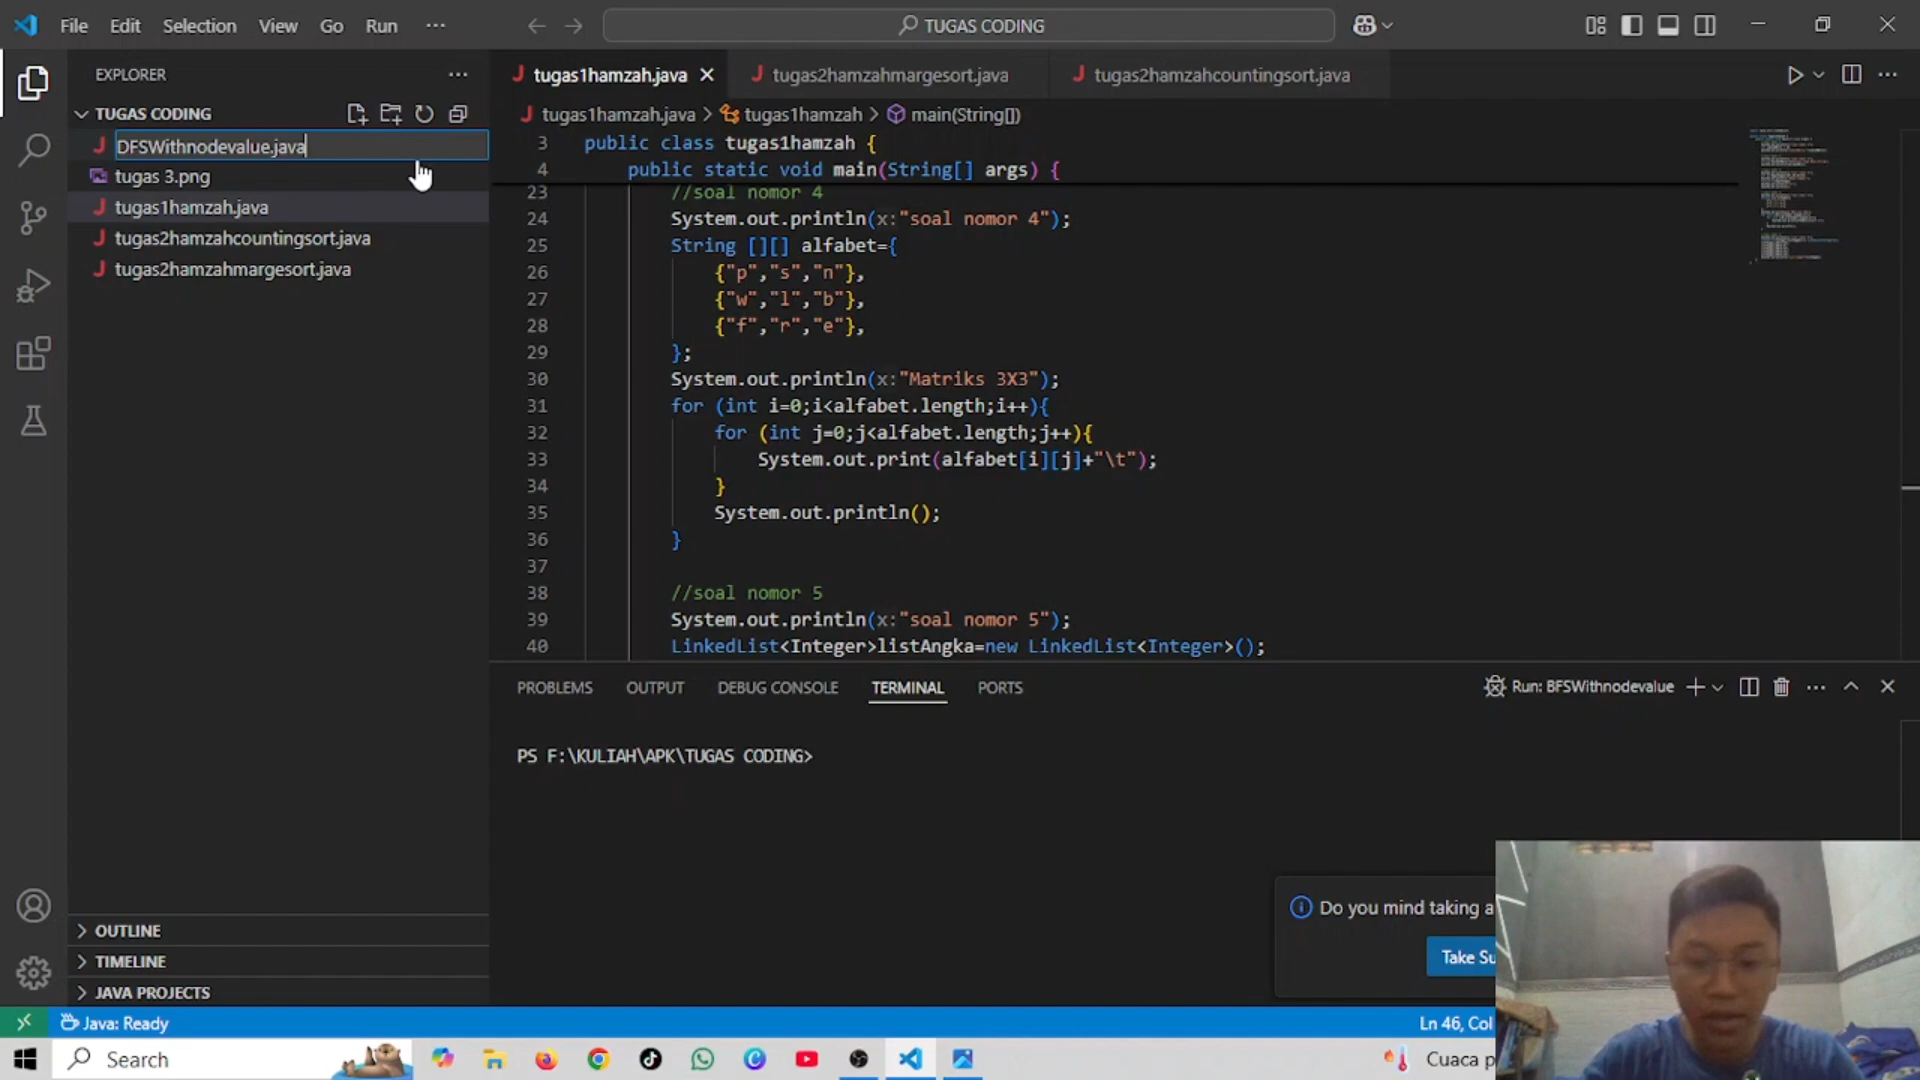 File Edit Selection View Go Run ...
TUGAS CODING
EXPLORER
TUGAS CODING
DFSWithnodevalue.java
tugas 3.png
tugas1hamzah.java
tugas2hamzahcountingsort.java
tugas2hamzahmargesort.java
OUTLINE
TIMELINE
JAVA PROJECTS
tugas1hamzah.java tugas2hamzahmargesort.java tugas2hamzahcountingsort.java
tugas1hamzah.java > tugas1hamzah > main(String[])
3 public class tugas1hamzah {
4 public static void main(String[] args) {
23 //soal nomor 4
24 System.out.println(x:"soal nomor 4");
25 String [][] alfabet={
26 {"p","s","n"},
27 {"w","l","b"},
28 {"f","r","e"},
29 };
30 System.out.println(x:"Matriks 3X3");
31 for (int i=0;i<alfabet.length;i++){
32 for (int j=0;j<alfabet.length;j++){
33 System.out.print(alfabet[i][j]+"\t");
34 }
35 System.out.println();
36 }
37
38 //soal nomor 5
39 System.out.println(x:"soal nomor 5");
40 LinkedList<Integer>listAngka=new LinkedList<Integer>();
PROBLEMS OUTPUT DEBUG CONSOLE TERMINAL PORTS
Run: BFSWithnodevalue
PS F:\KULIAH\APK\TUGAS CODING>
Do you mind taking a
Take Su
Java: Ready
Ln 46, Col
Search
Cuaca p